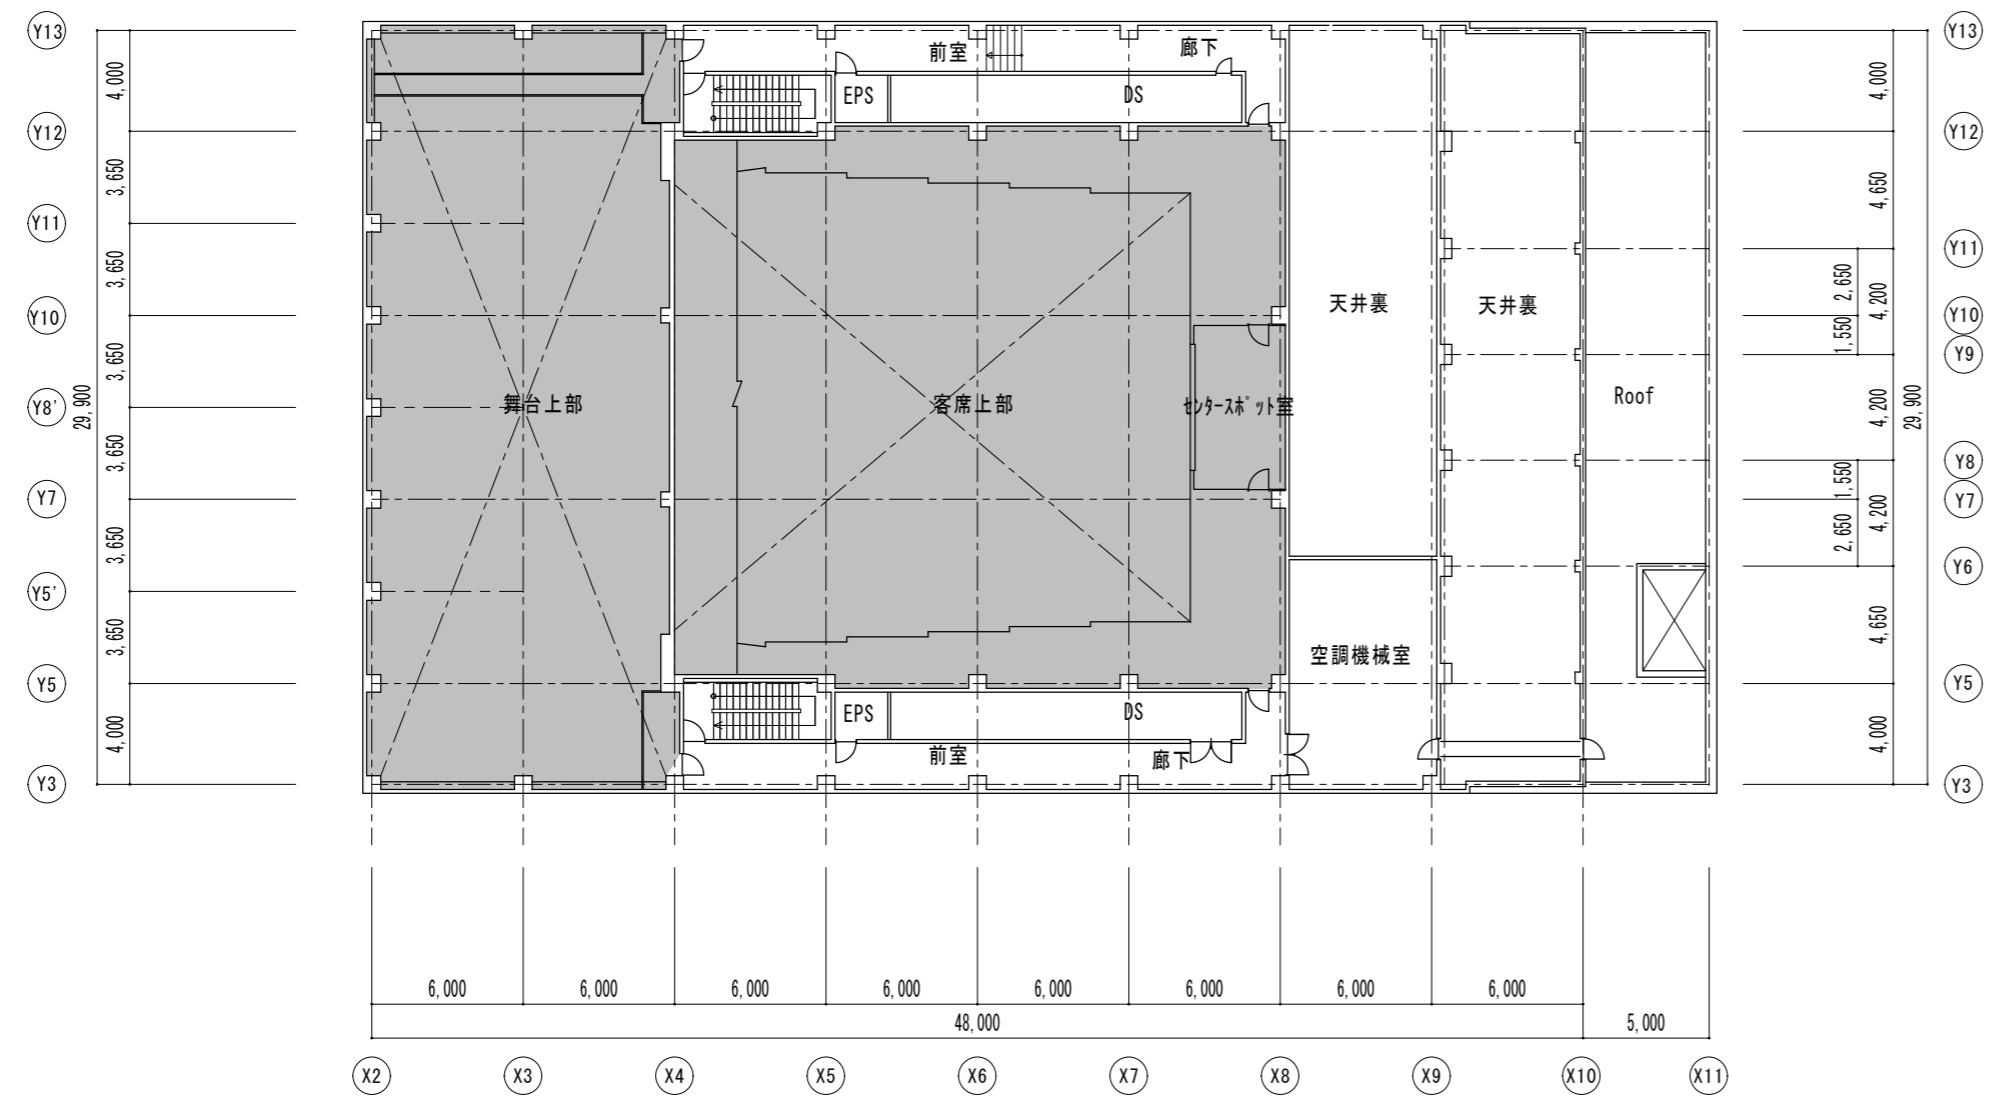 Y13
Y12
Y11
Y10
Y8'
Y7
Y5'
Y5
Y3
29,900
4,000
3,650
3,650
3,650
3,650
3,650
3,650
4,000
前室
廊下
EPS
DS
舞台上部
客席上部
センタースポット室
天井裏
天井裏
Roof
空調機械室
EPS
DS
前室
廊下
4,000
4,650
2,650
4,200
1,550
4,200
1,550
4,200
2,650
4,650
4,000
29,900
Y13
Y12
Y11
Y10
Y9
Y8
Y7
Y6
Y5
Y3
6,000
6,000
6,000
6,000
6,000
6,000
6,000
6,000
48,000
5,000
X2
X3
X4
X5
X6
X7
X8
X9
X10
X11